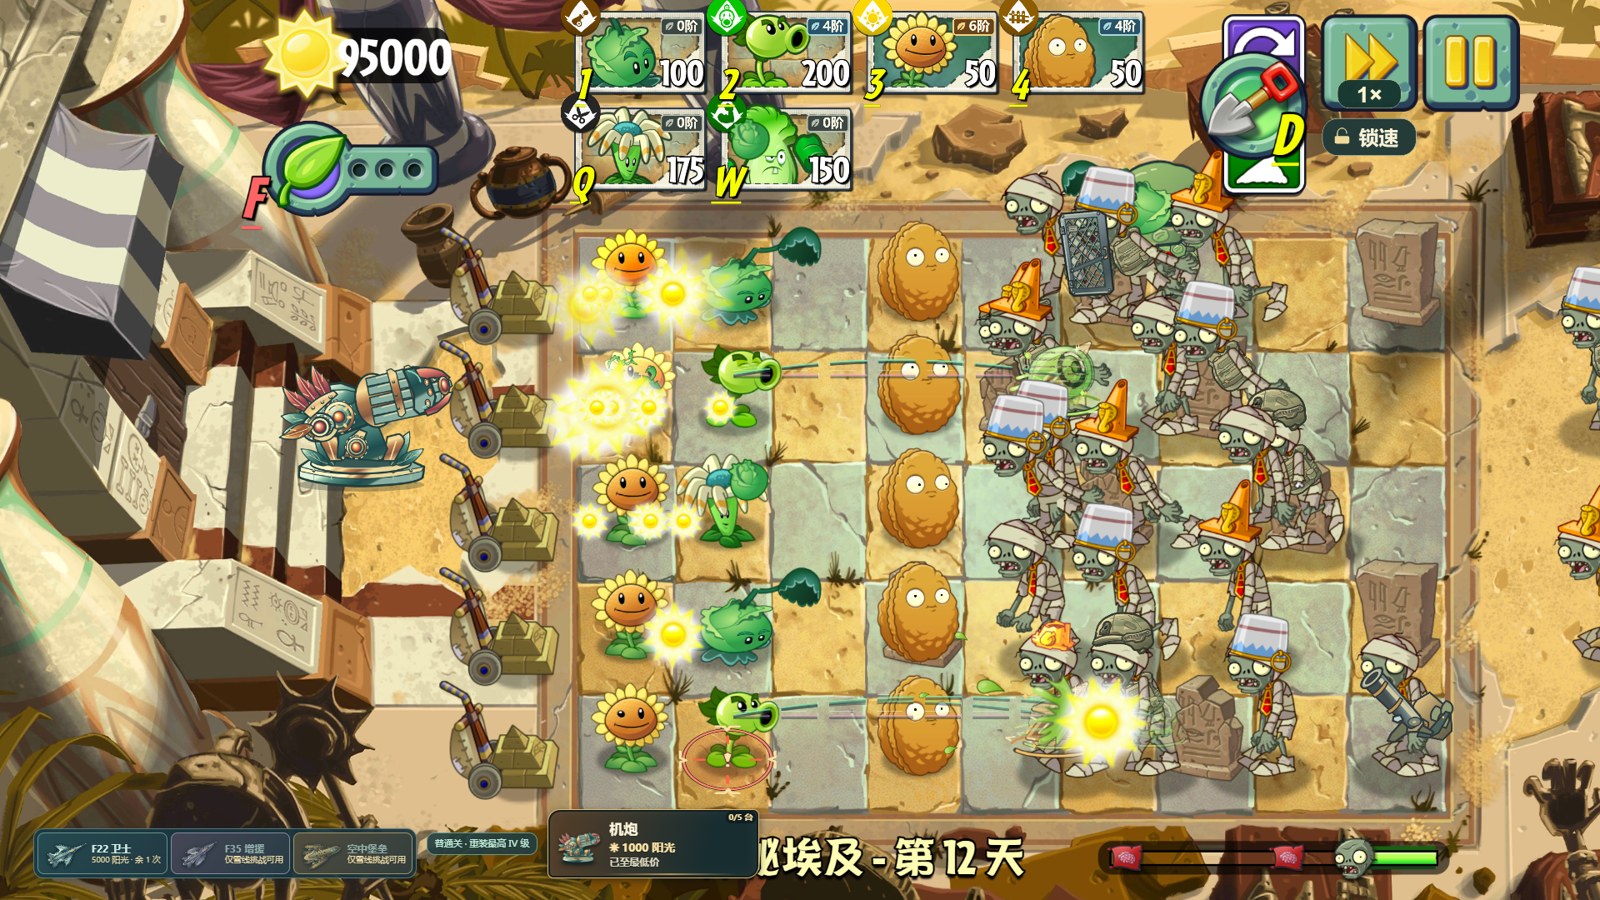 95000
0阶
100
1
4阶
200
2
6阶
50
3
4阶
50
4
0阶
175
Q
0阶
150
W
D
1×
锁速
F
F22 卫士
5000 阳光 · 余 1 次
F35 增援
仅雪线挑战可用
空中堡垒
仅雪线挑战可用
普通关 · 重装最高 IV 级
0/5 台
机炮
1000 阳光
已至最低价
埃及 - 第 12 天